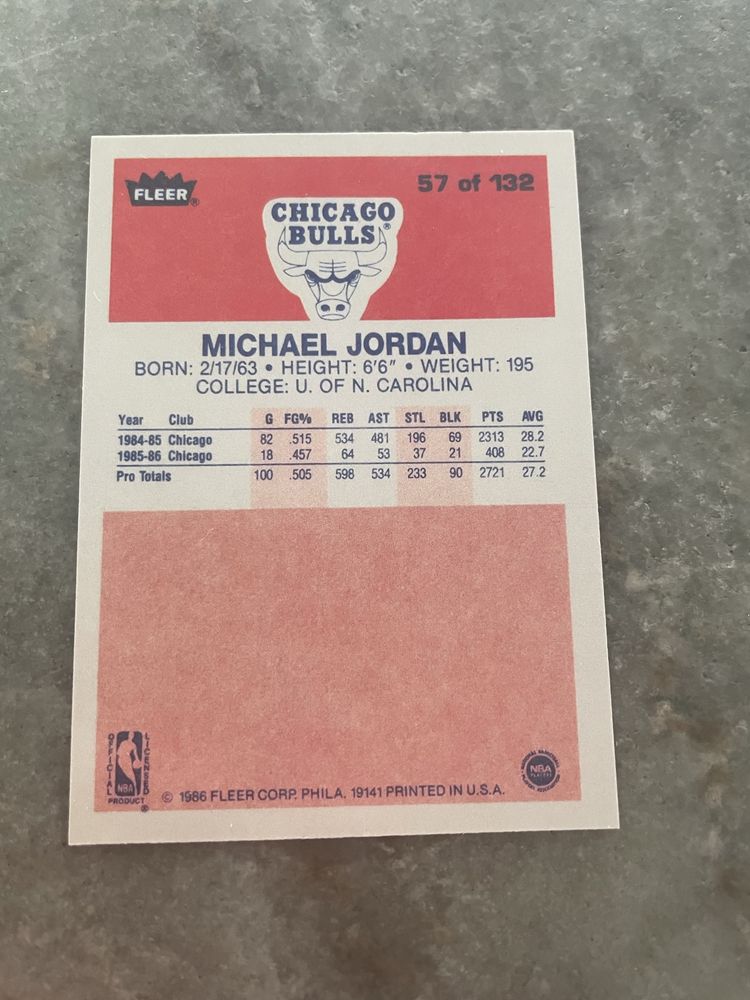 FLEER®
57 of 132
CHICAGO
BULLS®
MICHAEL JORDAN
BORN: 2/17/63 • HEIGHT: 6'6" • WEIGHT: 195
COLLEGE: U. OF N. CAROLINA
Year Club G FG% REB AST STL BLK PTS AVG
1984-85 Chicago 82 .515 534 481 196 69 2313 28.2
1985-86 Chicago 18 .457 64 53 37 21 408 22.7
Pro Totals 100 .505 598 534 233 90 2721 27.2
OFFICIAL LICENSED
NBA
PRODUCT ®
© 1986 FLEER CORP. PHILA. 19141 PRINTED IN U.S.A.
NATIONAL BASKETBALL
NBA
PLAYERS